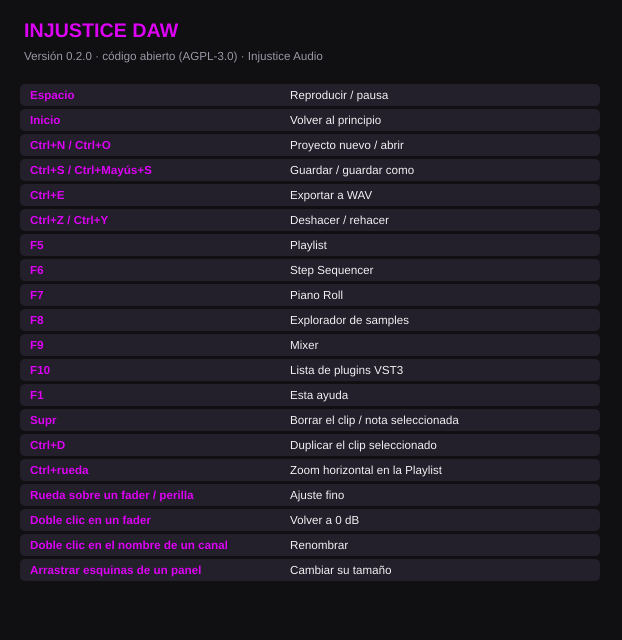 INJUSTICE DAW
Versión 0.2.0 · código abierto (AGPL-3.0) · Injustice Audio
Espacio Reproducir / pausa
Inicio Volver al principio
Ctrl+N / Ctrl+O Proyecto nuevo / abrir
Ctrl+S / Ctrl+Mayús+S Guardar / guardar como
Ctrl+E Exportar a WAV
Ctrl+Z / Ctrl+Y Deshacer / rehacer
F5 Playlist
F6 Step Sequencer
F7 Piano Roll
F8 Explorador de samples
F9 Mixer
F10 Lista de plugins VST3
F1 Esta ayuda
Supr Borrar el clip / nota seleccionada
Ctrl+D Duplicar el clip seleccionado
Ctrl+rueda Zoom horizontal en la Playlist
Rueda sobre un fader / perilla Ajuste fino
Doble clic en un fader Volver a 0 dB
Doble clic en el nombre de un canal Renombrar
Arrastrar esquinas de un panel Cambiar su tamaño